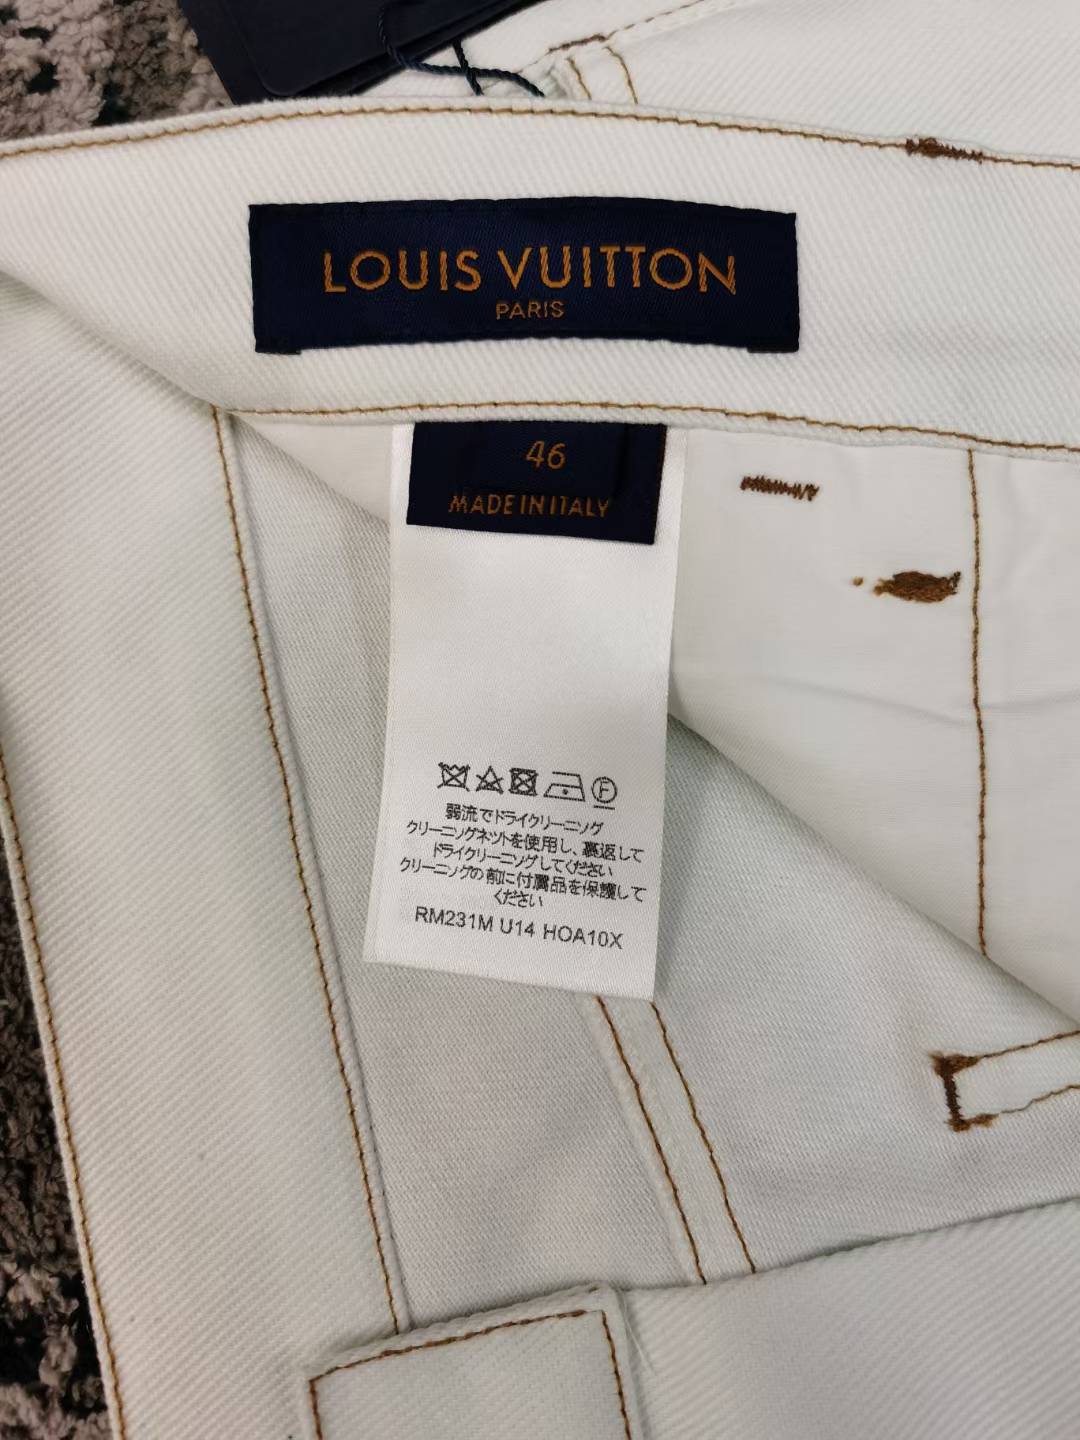 LOUIS VUITTON
PARIS
46
MADE IN ITALY
F
弱流でドライクリーニング
クリーニングネットを使用し、裏返して
ドライクリーニングしてください
クリーニングの前に付属品を保護して
ください
RM231M U14 HOA10X